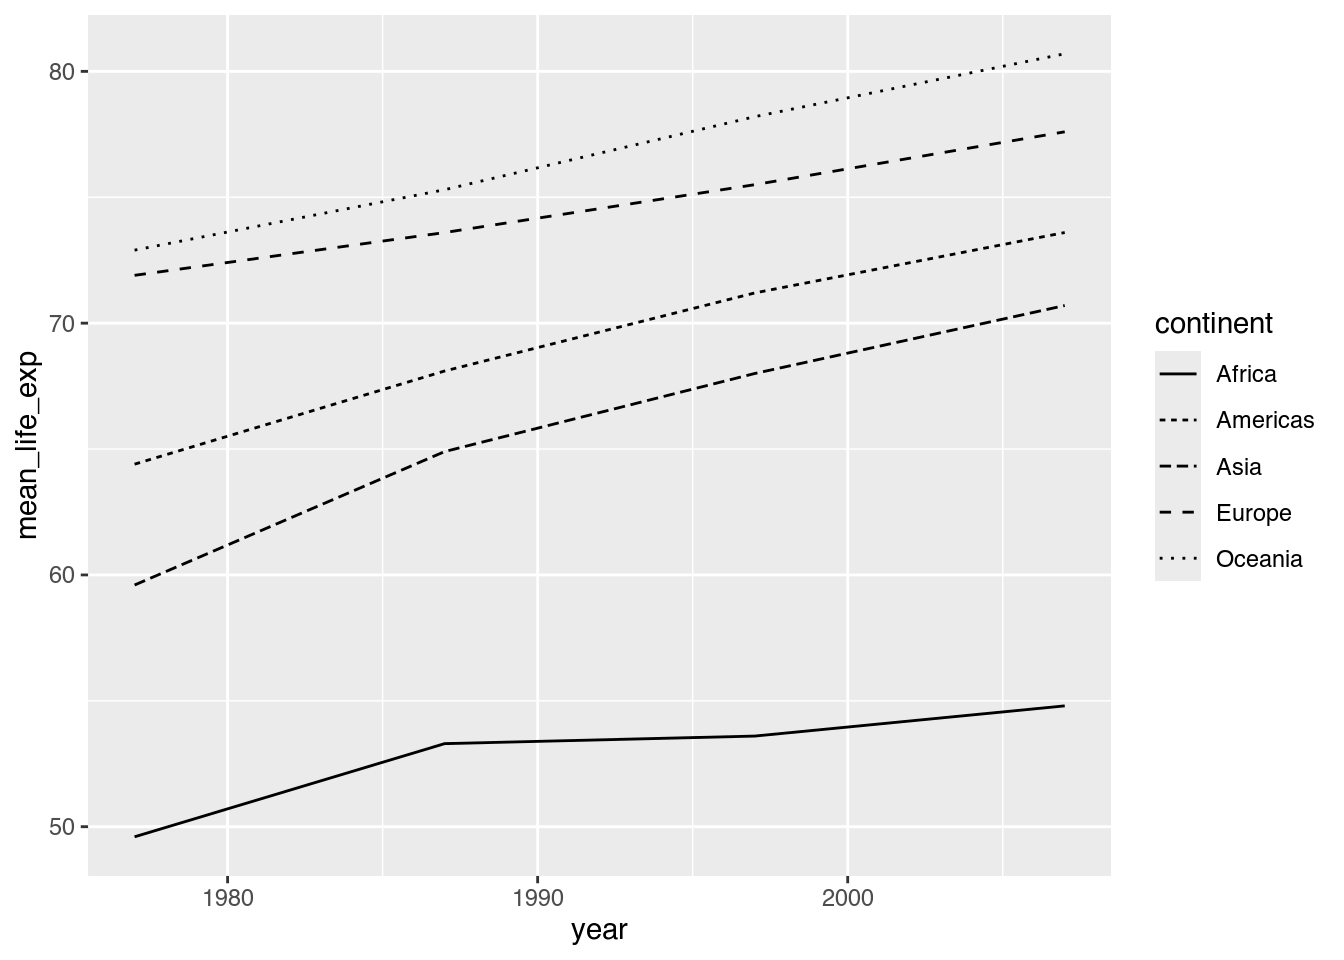 80
70
60
50
mean_life_exp
1980 1990 2000
year
continent
Africa
Americas
Asia
Europe
Oceania